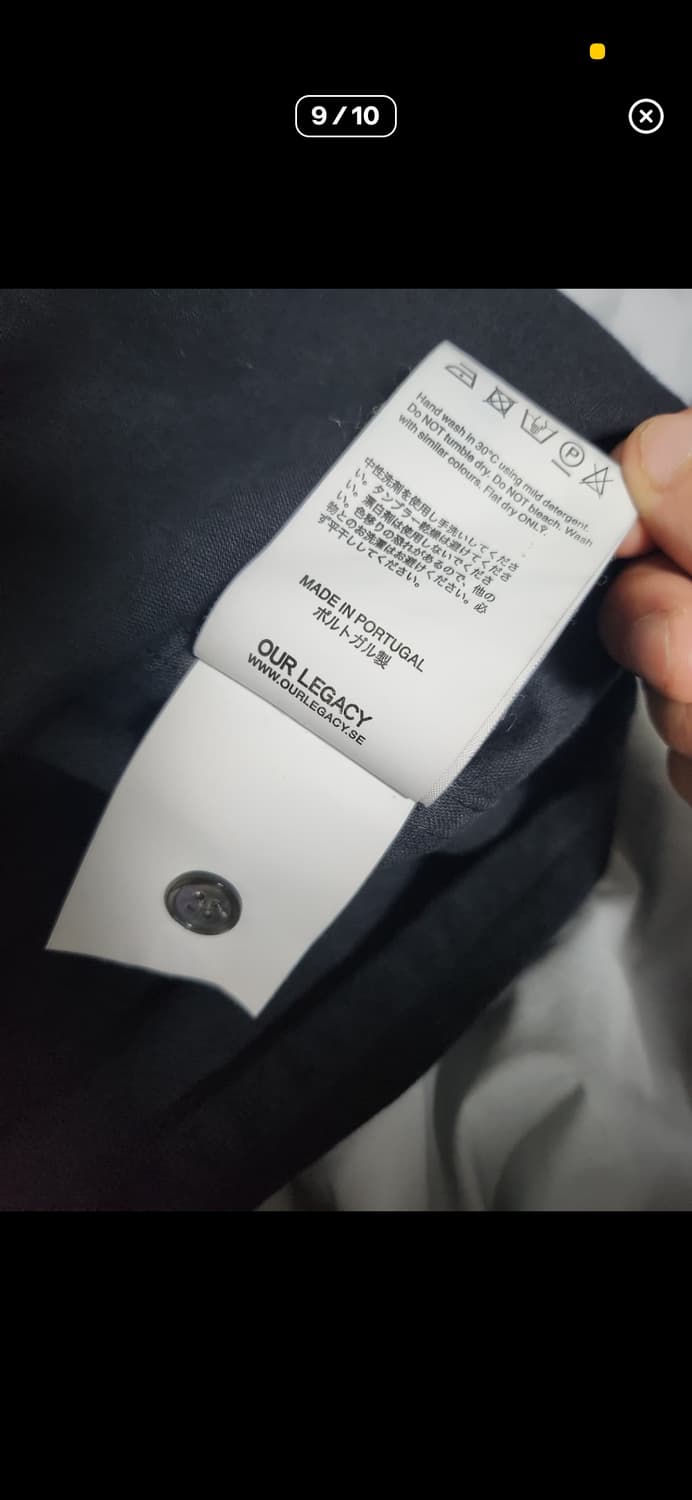 9/10
P
Hand wash in 30°C using mild detergent.
Do NOT tumble dry. Do NOT bleach. Wash
with similar colours. Flat dry ONLY.
中性洗剤を使用し手洗いしてくださ
い。タンブラー乾燥は避けてくださ
い。漂白剤は使用しないでくださ
い。色移りの恐れがあるので、他の
物とのお洗濯はお避けください。必
ず平干ししてください。
MADE IN PORTUGAL
ポルトガル製
OUR LEGACY
WWW.OURLEGACY.SE